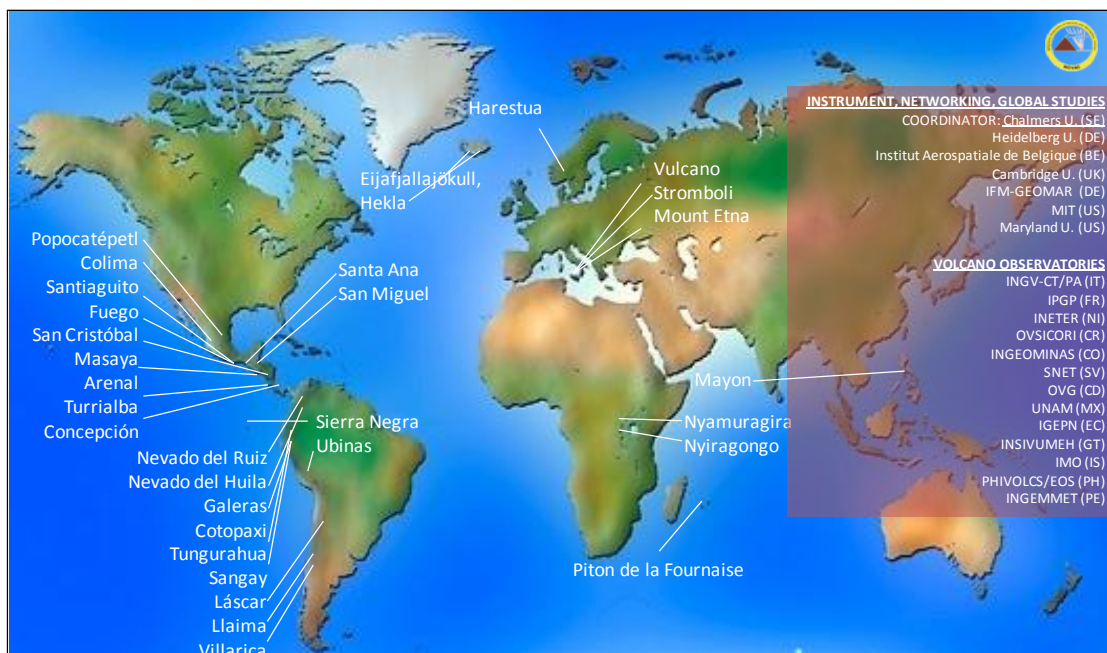 Harestua
Eijafjallajökull,
Hekla
Vulcano
Stromboli
Mount Etna
Popocatépetl
Colima
Santiaguito
Fuego
San Cristóbal
Masaya
Arenal
Turrialba
Concepción
Santa Ana
San Miguel
Sierra Negra
Ubinas
Nevado del Ruiz
Nevado del Huila
Galeras
Cotopaxi
Tungurahua
Sangay
Láscar
Llaima
Villarica
Mayon
Nyamuragira
Nyiragongo
Piton de la Fournaise
INSTRUMENT, NETWORKING, GLOBAL STUDIES
COORDINATOR: Chalmers U. (SE)
Heidelberg U. (DE)
Institut Aerospatiale de Belgique (BE)
Cambridge U. (UK)
IFM-GEOMAR (DE)
MIT (US)
Maryland U. (US)
VOLCANO OBSERVATORIES
INGV-CT/PA (IT)
IPGP (FR)
INETER (NI)
OVSICORI (CR)
INGEOMINAS (CO)
SNET (SV)
OVG (CD)
UNAM (MX)
IGEPN (EC)
INSIVUMEH (GT)
IMO (IS)
PHIVOLCS/EOS (PH)
INGEMMET (PE)